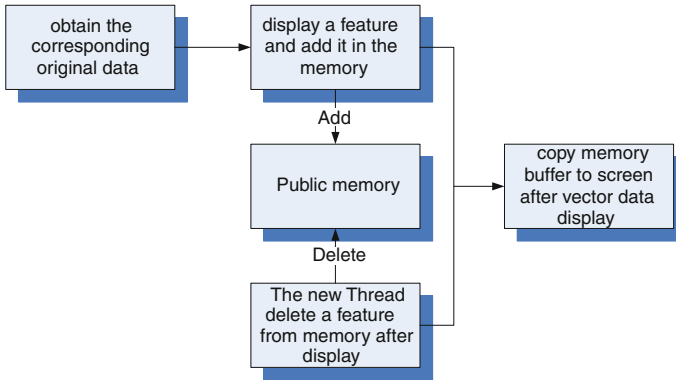 obtain the
corresponding
original data
display a feature
and add it in the
memory
Add
Public memory
Delete
The new Thread
delete a feature
from memory after
display
copy memory
buffer to screen
after vector data
display